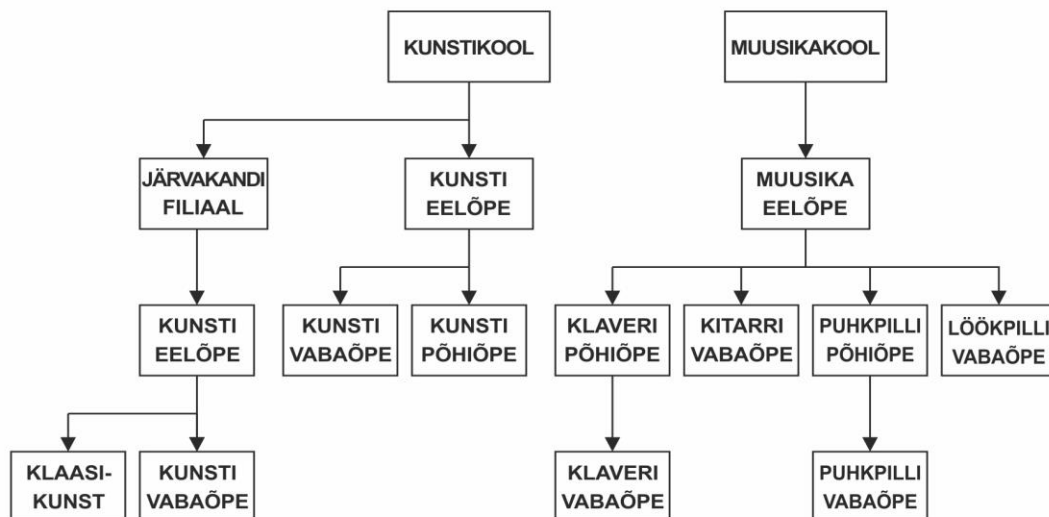 KUNSTIKOOL
MUUSIKAKOOL
JÄRVAKANDI
FILIAAL
KUNSTI
EELÕPE
MUUSIKA
EELÕPE
KUNSTI
EELÕPE
KUNSTI
VABAÕPE
KUNSTI
PÕHIÕPE
KLAVERI
PÕHIÕPE
KITARRI
VABAÕPE
PUHKPILLI
PÕHIÕPE
LÖÖKPILLI
VABAÕPE
KLAASI-
KUNST
KUNSTI
VABAÕPE
KLAVERI
VABAÕPE
PUHKPILLI
VABAÕPE